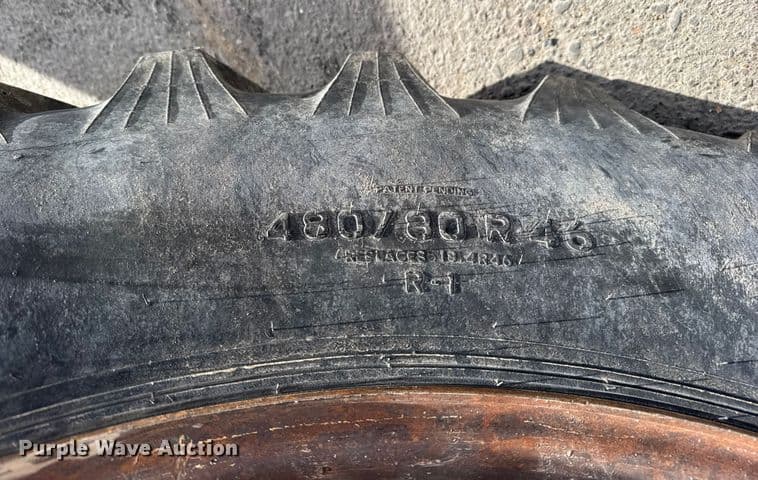 PATENT PENDING
480/80 R 46
(REPLACES 18.4R46)
R-1
Purple Wave Auction